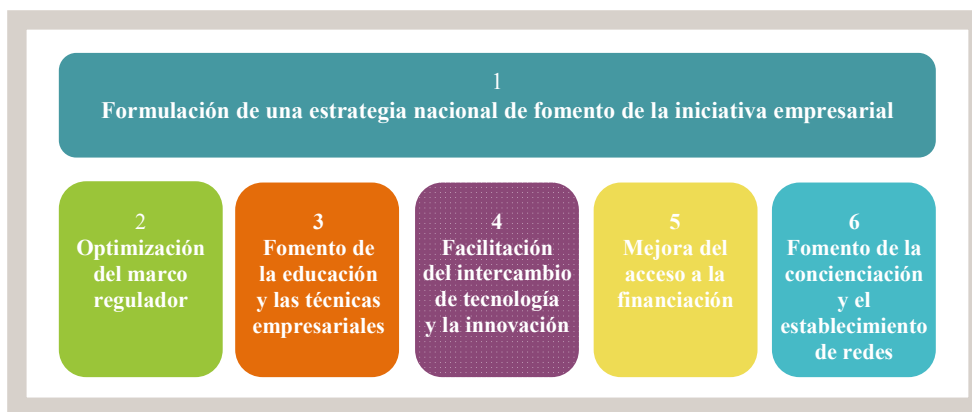 1
Formulación de una estrategia nacional de fomento de la iniciativa empresarial
2
Optimización
del marco
regulador
3
Fomento de
la educación
y las técnicas
empresariales
4
Facilitación
del intercambio
de tecnología
y la innovación
5
Mejora del
acceso a la
financiación
6
Fomento de la
concienciación
y el
establecimiento
de redes